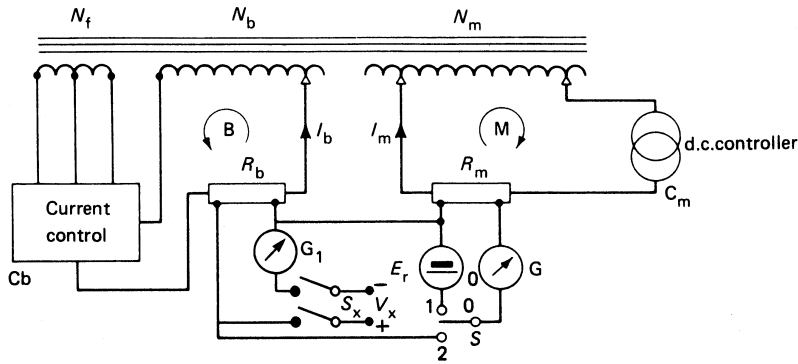 N_f N_b N_m
B I_b I_m M
d.c.controller
R_b R_m
C_m
Current
control
Cb
G_1 E_r 0 G
S_x − V_x 1 0
+ S
2